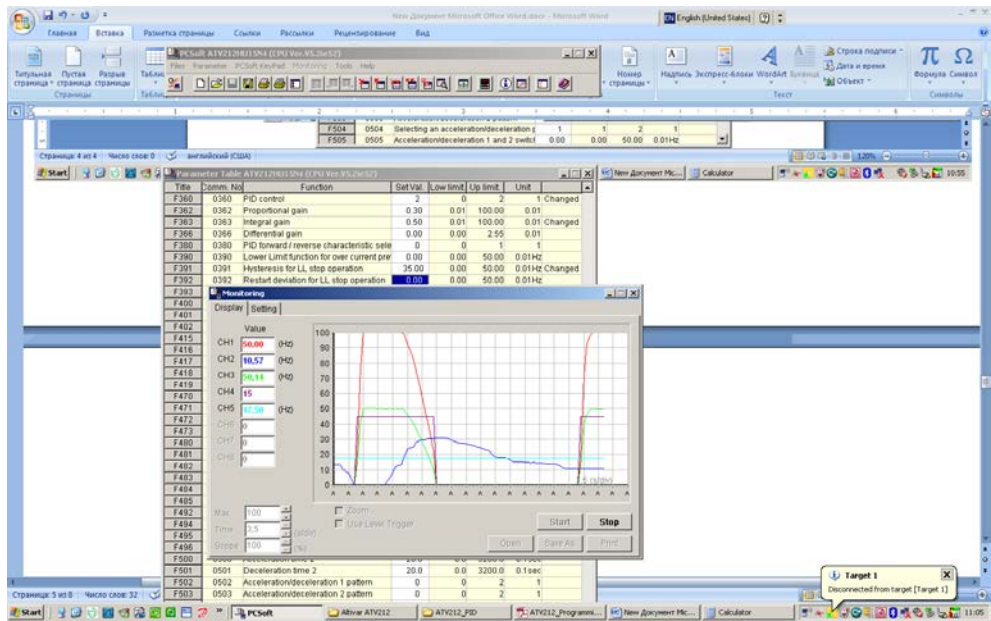 New Документ Microsoft Office Word.docx - Microsoft Word
English (United States)
Главная Вставка Разметка страницы Ссылки Рассылки Рецензирование Вид
Титульная страница
Пустая страница
Разрыв страницы
Страницы
PCSoft ATV212HU15N4 (CPU Ver.V5.2ie52?)
Files Parameter PCSoft KeyPad Monitoring Tools Help
Номер страницы
Надпись Экспресс-блоки WordArt Буквица
Строка подписи
Дата и время
Объект
Текст
Формула Символ
Символы
F504 0504 Selecting an acceleration/deceleration p 1 1 2 1
F505 0505 Acceleration/deceleration 1 and 2 switc 0.00 0.00 50.00 0.01Hz
Страница: 4 из 4 Число слов: 0 английский (США) 120%
Start New Документ Mic... Calculator 10:55
Parameter Table ATV212HU15N4 (CPU Ver.V5.2ie52?)
Title Comm. No Function Set Val. Low limit Up limit Unit
F360 0360 PID control 2 0 2 1 Changed
F362 0362 Proportional gain 0.30 0.01 100.00 0.01
F363 0363 Integral gain 0.50 0.01 100.00 0.01 Changed
F366 0366 Differential gain 0.00 0.00 2.55 0.01
F380 0380 PID forward / reverse characteristic sele 0 0 1 1
F390 0390 Lower Limit function for over current pre 0.00 0.00 50.00 0.01Hz
F391 0391 Hysteresis for LL stop operation 35.00 0.00 50.00 0.01Hz Changed
F392 0392 Restart deviation for LL stop operation 0.00 0.00 50.00 0.01Hz
F393
F400
F401
F402
F415
F416
F417
F418
F419
F470
F471
F472
F473
F480
F481
F482
F483
F484
F485
F492
F494
F495
F496
F500
Monitoring
Display Setting
Value
CH1 50,00 (Hz)
CH2 10,57 (Hz)
CH3 50,14 (Hz)
CH4 15
CH5 17,50 (Hz)
CH6 0
CH7 0
CH8 0
100
90
80
70
60
50
40
30
20
10
0
Max 100
Time 3,5 (s/div)
Scope 100 (%)
Zoom
Use Level Trigger
Start Stop
Open Save As Print
F501 0501 Deceleration time 2 20.0 0.0 3200.0 0.1sec
F502 0502 Acceleration/deceleration 1 pattern 0 0 2 1
F503 0503 Acceleration/deceleration 2 pattern 0 0 2 1
Target 1
Disconnected from target [Target 1]
Страница: 5 из 8 Число слов: 32
Start PCSoft Altivar ATV212 ATV212_PID ATV212_Programmi... New Документ Mic... Calculator 11:05